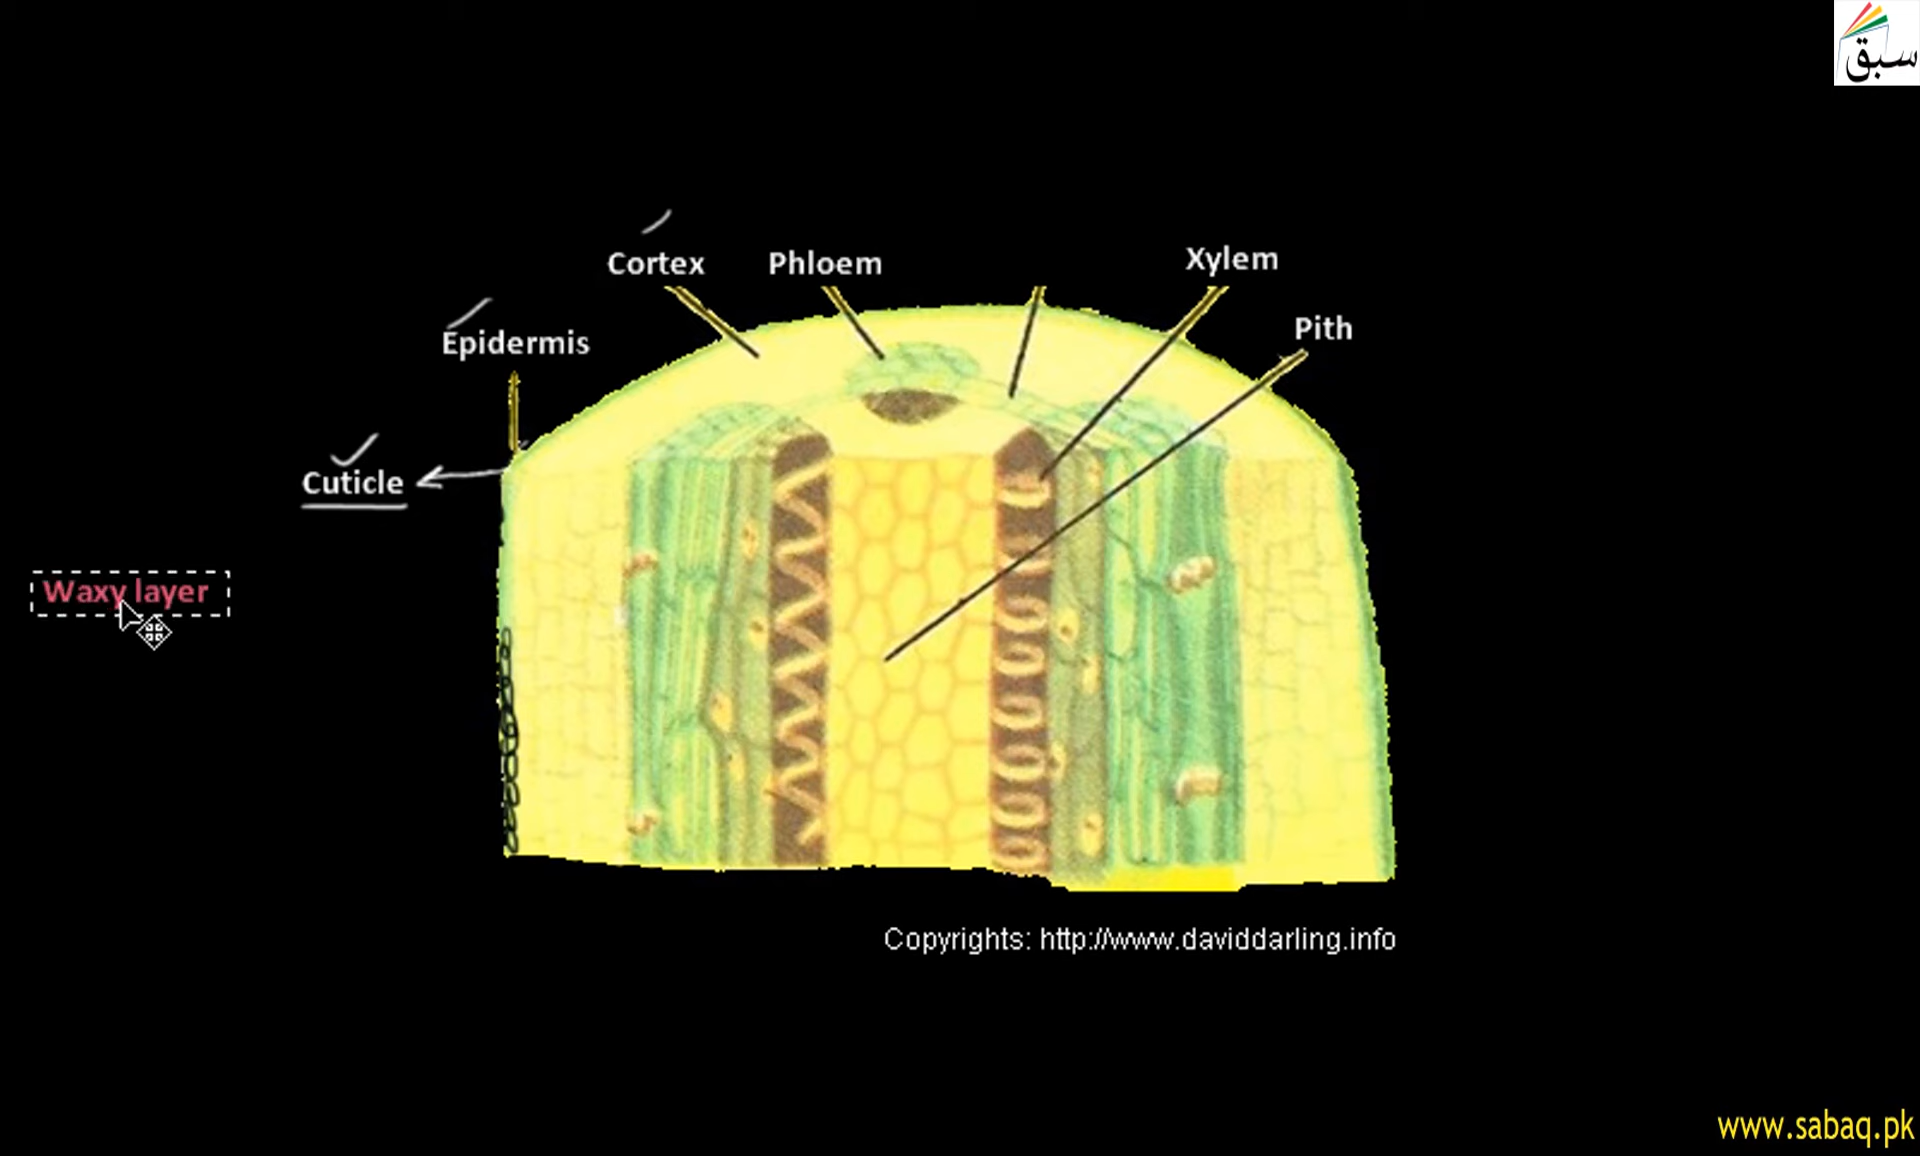 سبق
Cortex
Phloem
Xylem
Pith
Epidermis
Cuticle
Waxy layer
Copyrights: http://www.daviddarling.info
www.sabaq.pk